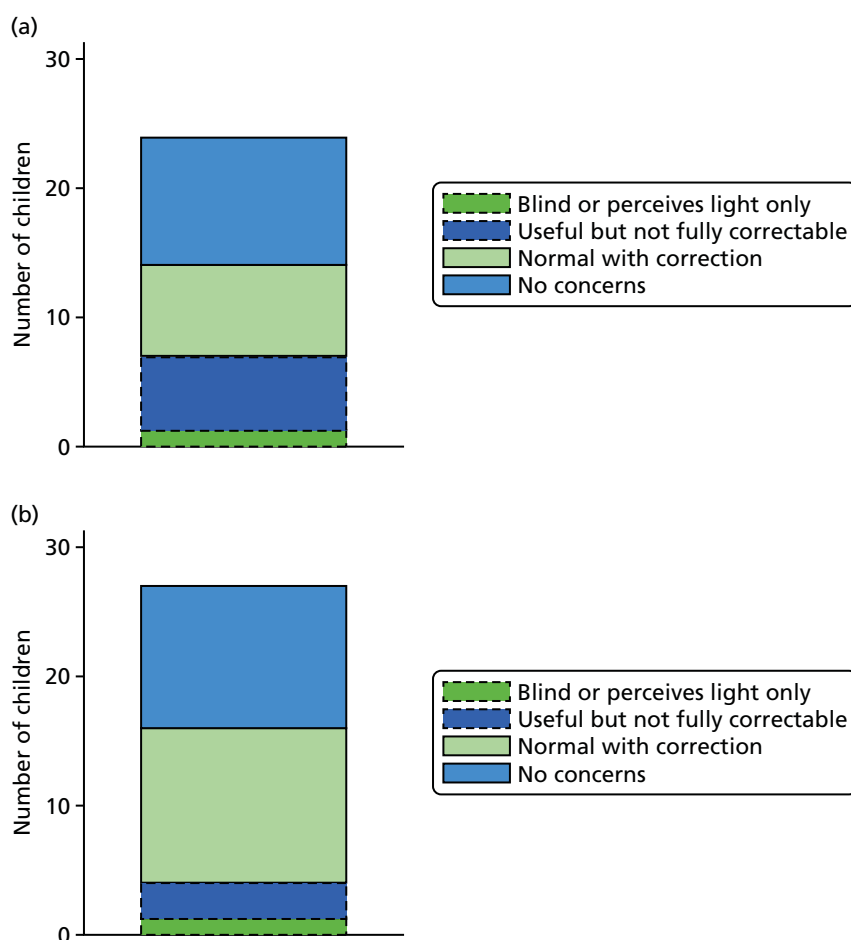 (a)
30
20
10
0
Number of children
Blind or perceives light only
Useful but not fully correctable
Normal with correction
No concerns
(b)
30
20
10
0
Number of children
Blind or perceives light only
Useful but not fully correctable
Normal with correction
No concerns